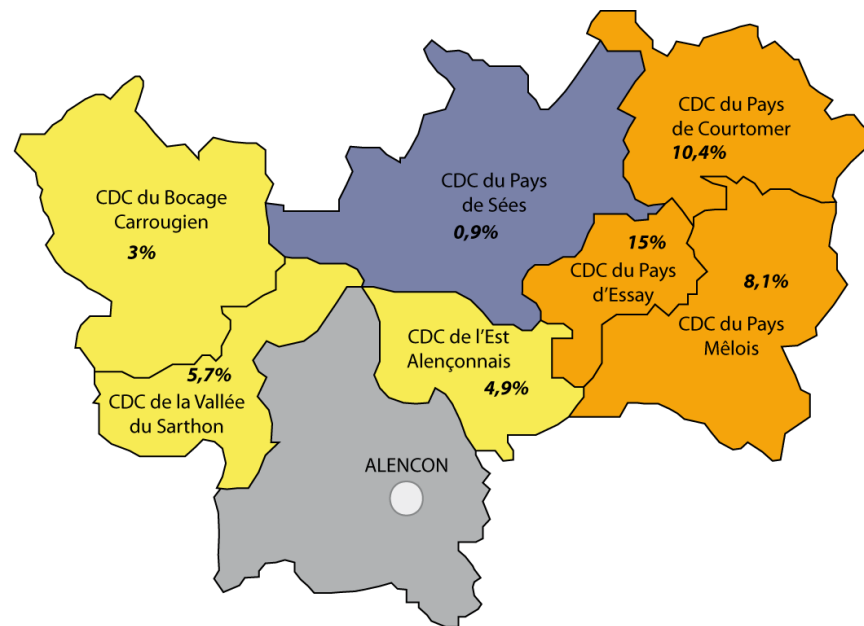 CDC du Pays
de Courtomer
10,4%
CDC du Bocage
Carrougien
3%
CDC du Pays
de Sées
0,9%
15%
CDC du Pays
d'Essay
8,1%
CDC du Pays
Mêlois
CDC de l'Est
Alençonnais
4,9%
5,7%
CDC de la Vallée
du Sarthon
ALENCON